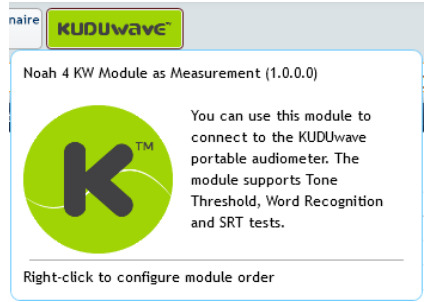 naire
KUDUwave™
Noah 4 KW Module as Measurement (1.0.0.0)
K™
You can use this module to
connect to the KUDUwave
portable audiometer. The
module supports Tone
Threshold, Word Recognition
and SRT tests.
Right-click to configure module order